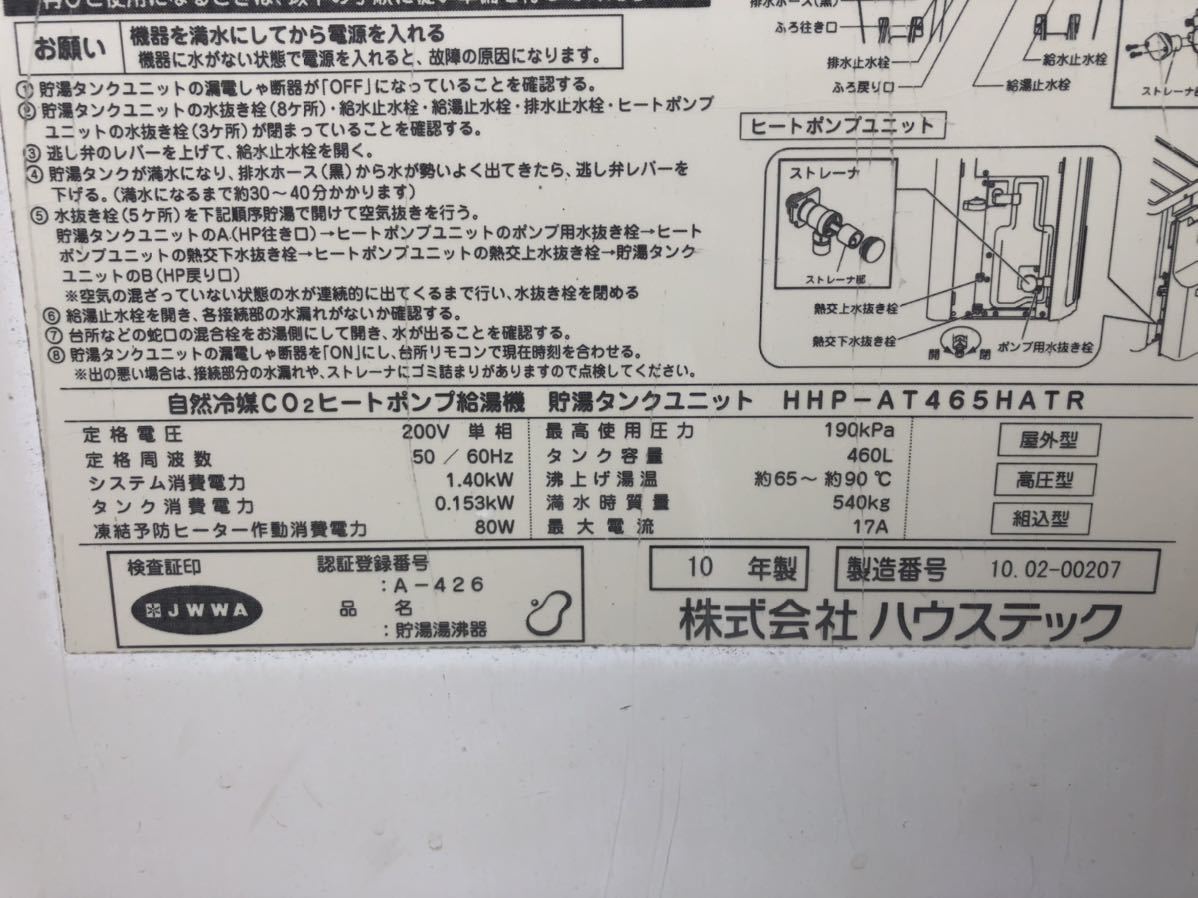 お願い
機器を満水にしてから電源を入れる
機器に水がない状態で電源を入れると、故障の原因になります。
① 貯湯タンクユニットの漏電しゃ断器が「OFF」になっていることを確認する。
② 貯湯タンクユニットの水抜き栓(8ケ所)・給水止水栓・給湯止水栓・排水止水栓・ヒートポンプ
ユニットの水抜き栓(3ケ所)が閉まっていることを確認する。
③ 逃し弁のレバーを上げて、給水止水栓を開く。
④ 貯湯タンクが満水になり、排水ホース(黒)から水が勢いよく出てきたら、逃し弁レバーを
下げる。(満水になるまで約30～40分かかります)
⑤ 水抜き栓(5ケ所)を下記順序貯湯で開けて空気抜きを行う。
貯湯タンクユニットのA(HP往き口)→ヒートポンプユニットのポンプ用水抜き栓→ヒート
ポンプユニットの熱交下水抜き栓→ヒートポンプユニットの熱交上水抜き栓→貯湯タンク
ユニットのB(HP戻り口)
※空気の混ざっていない状態の水が連続的に出てくるまで行い、水抜き栓を閉める
⑥ 給湯止水栓を開き、各接続部の水漏れがないか確認する。
⑦ 台所などの蛇口の混合栓をお湯側にして開き、水が出ることを確認する。
⑧ 貯湯タンクユニットの漏電しゃ断器を「ON」にし、台所リモコンで現在時刻を合わせる。
※出の悪い場合は、接続部分の水漏れや、ストレーナにゴミ詰まりがありますので点検してください。
排水ホース(黒)
ふろ往き口
排水止水栓
ふろ戻り口
給水止水栓
給湯止水栓
ヒートポンプユニット
ストレーナ
ストレーナ部
熱交上水抜き栓
熱交下水抜き栓
開
閉
ポンプ用水抜き栓
自然冷媒CO₂ヒートポンプ給湯機 貯湯タンクユニット HHP-AT465HATR
定格電圧 200V 単相
定格周波数 50／60Hz
システム消費電力 1.40kW
タンク消費電力 0.153kW
凍結予防ヒーター作動消費電力 80W
最高使用圧力 190kPa
タンク容量 460L
沸上げ湯温 約65～約90℃
満水時質量 540kg
最大電流 17A
屋外型
高圧型
組込型
検査証印
JWWA
認証登録番号
:A-426
品名
:貯湯湯沸器
10 年製
製造番号 10.02-00207
株式会社 ハウステック